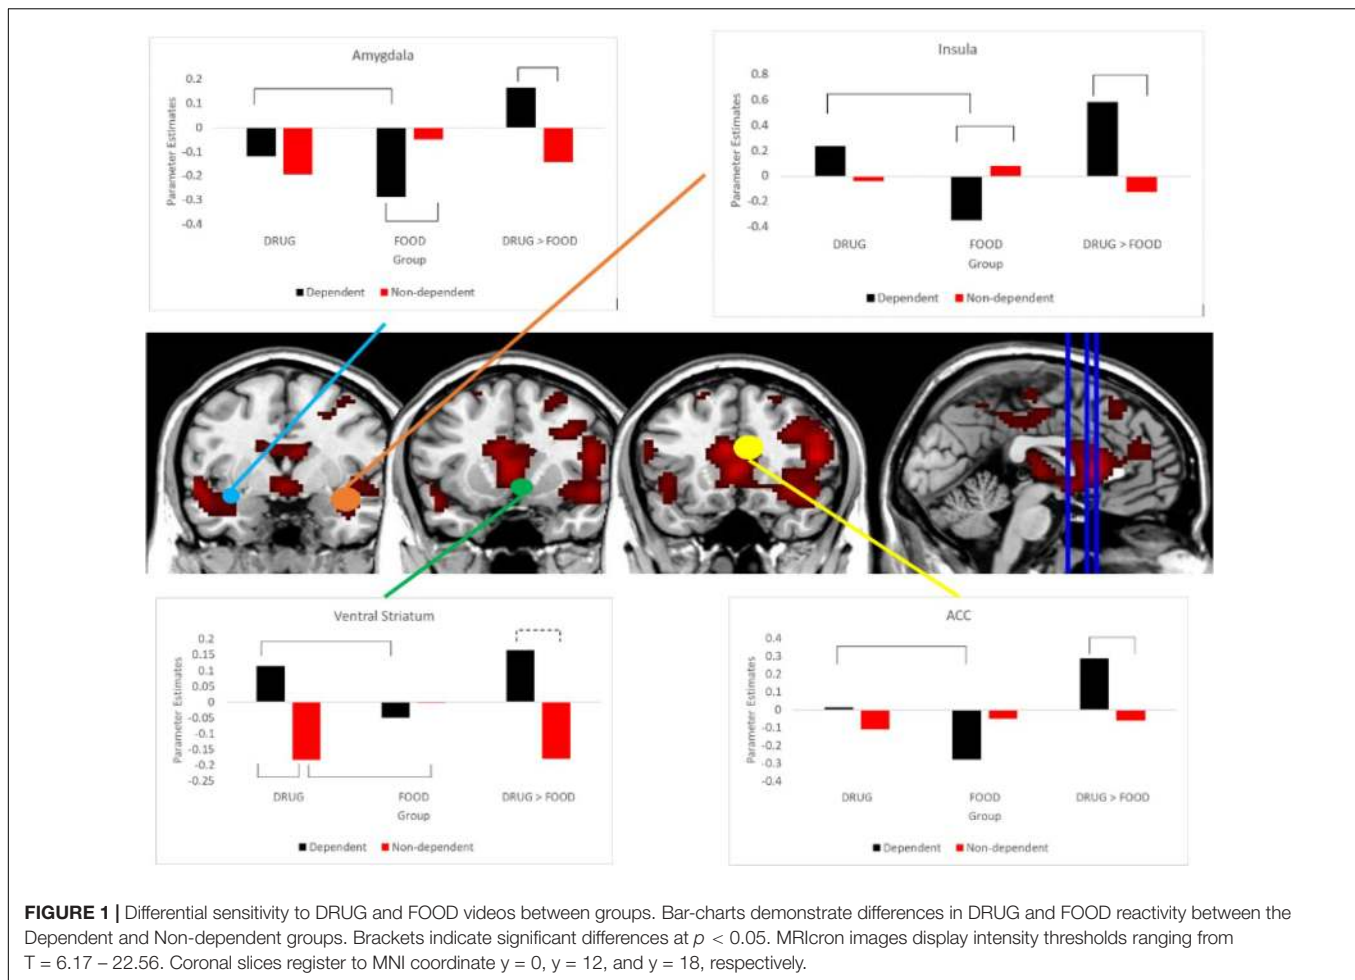 Amygdala
Parameter Estimates
0.2
0.1
0
-0.1
-0.2
-0.3
-0.4
DRUG
FOOD
DRUG > FOOD
Group
Dependent
Non-dependent
Insula
Parameter Estimates
0.8
0.6
0.4
0.2
0
-0.2
-0.4
DRUG
FOOD
DRUG > FOOD
Group
Dependent
Non-dependent
Ventral Striatum
Parameter Estimates
0.2
0.15
0.1
0.05
0
-0.05
-0.1
-0.15
-0.2
-0.25
DRUG
FOOD
DRUG > FOOD
Group
Dependent
Non-dependent
ACC
Parameter Estimates
0.4
0.3
0.2
0.1
0
-0.1
-0.2
-0.3
-0.4
DRUG
FOOD
DRUG > FOOD
Group
Dependent
Non-dependent
FIGURE 1 | Differential sensitivity to DRUG and FOOD videos between groups. Bar-charts demonstrate differences in DRUG and FOOD reactivity between the
Dependent and Non-dependent groups. Brackets indicate significant differences at p < 0.05. MRIcron images display intensity thresholds ranging from
T = 6.17 – 22.56. Coronal slices register to MNI coordinate y = 0, y = 12, and y = 18, respectively.